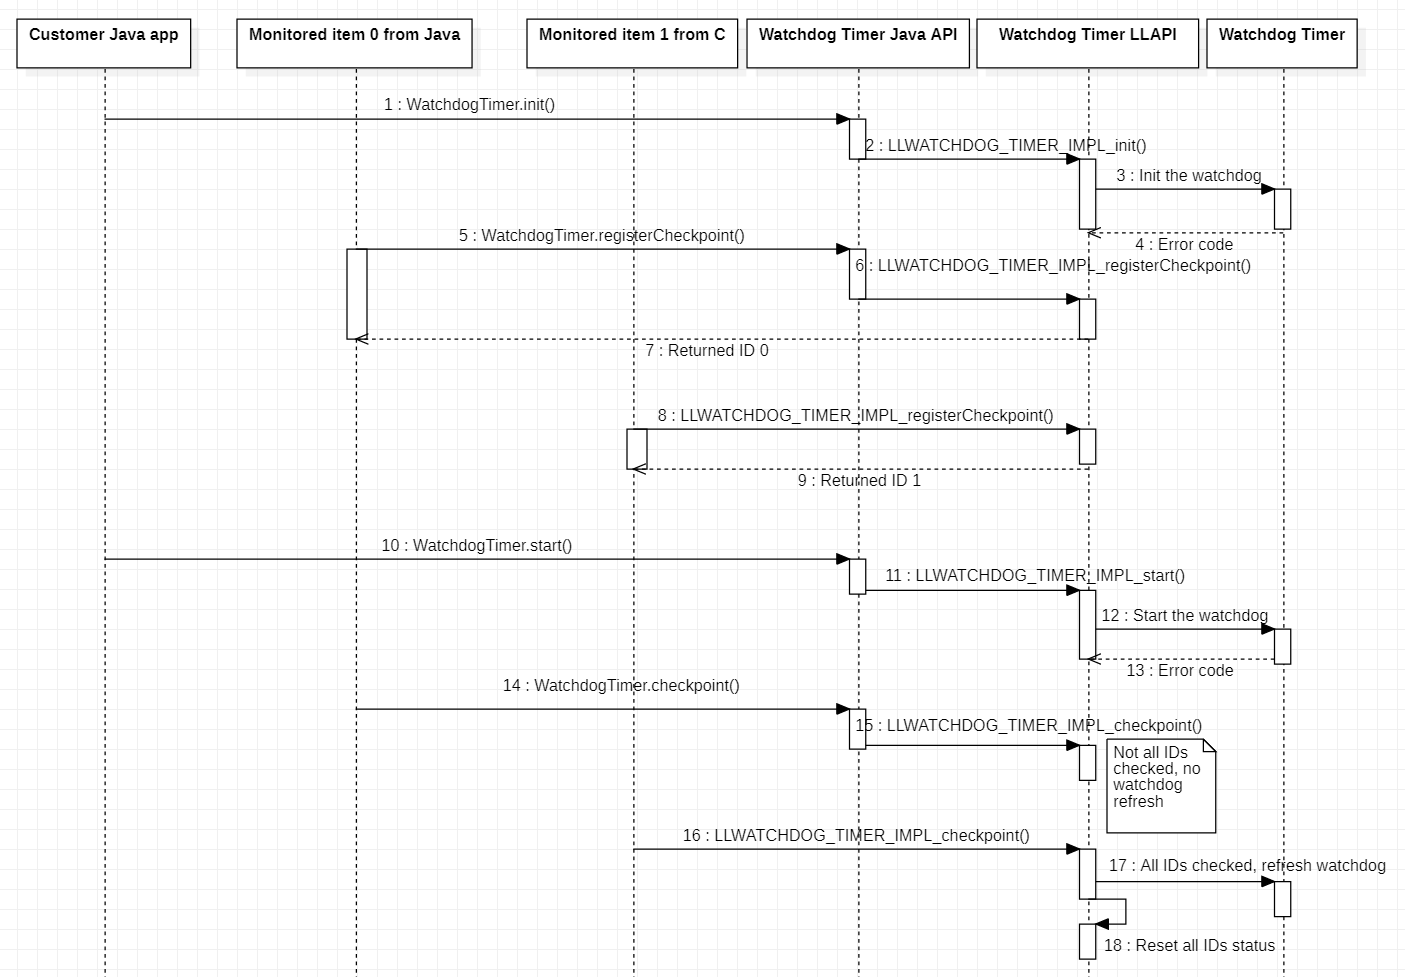 Customer Java app
Monitored item 0 from Java
Monitored item 1 from C
Watchdog Timer Java API
Watchdog Timer LLAPI
Watchdog Timer
1 : WatchdogTimer.init()
2 : LLWATCHDOG_TIMER_IMPL_init()
3 : Init the watchdog
4 : Error code
5 : WatchdogTimer.registerCheckpoint()
6 : LLWATCHDOG_TIMER_IMPL_registerCheckpoint()
7 : Returned ID 0
8 : LLWATCHDOG_TIMER_IMPL_registerCheckpoint()
9 : Returned ID 1
10 : WatchdogTimer.start()
11 : LLWATCHDOG_TIMER_IMPL_start()
12 : Start the watchdog
13 : Error code
14 : WatchdogTimer.checkpoint()
15 : LLWATCHDOG_TIMER_IMPL_checkpoint()
Not all IDs
checked, no
watchdog
refresh
16 : LLWATCHDOG_TIMER_IMPL_checkpoint()
17 : All IDs checked, refresh watchdog
18 : Reset all IDs status